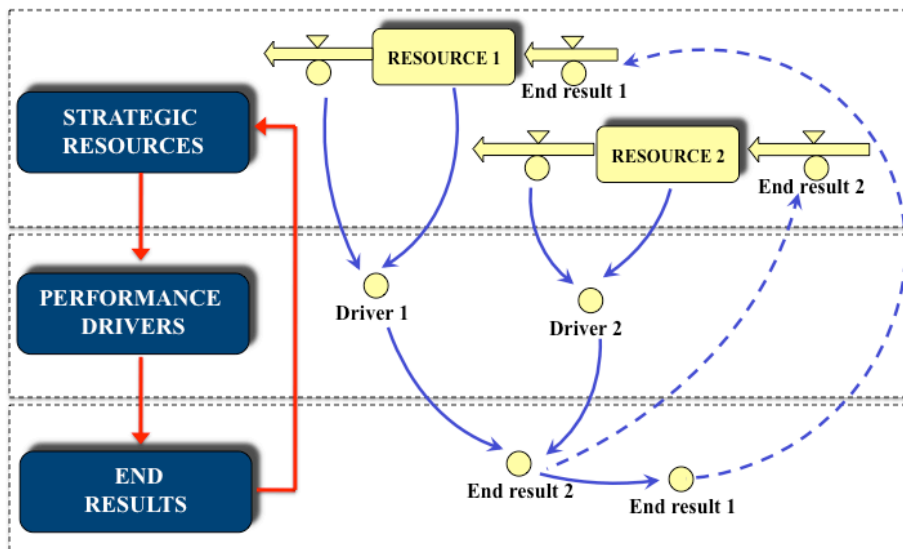 STRATEGIC
RESOURCES
PERFORMANCE
DRIVERS
END
RESULTS
RESOURCE 1
End result 1
RESOURCE 2
End result 2
Driver 1
Driver 2
End result 2
End result 1